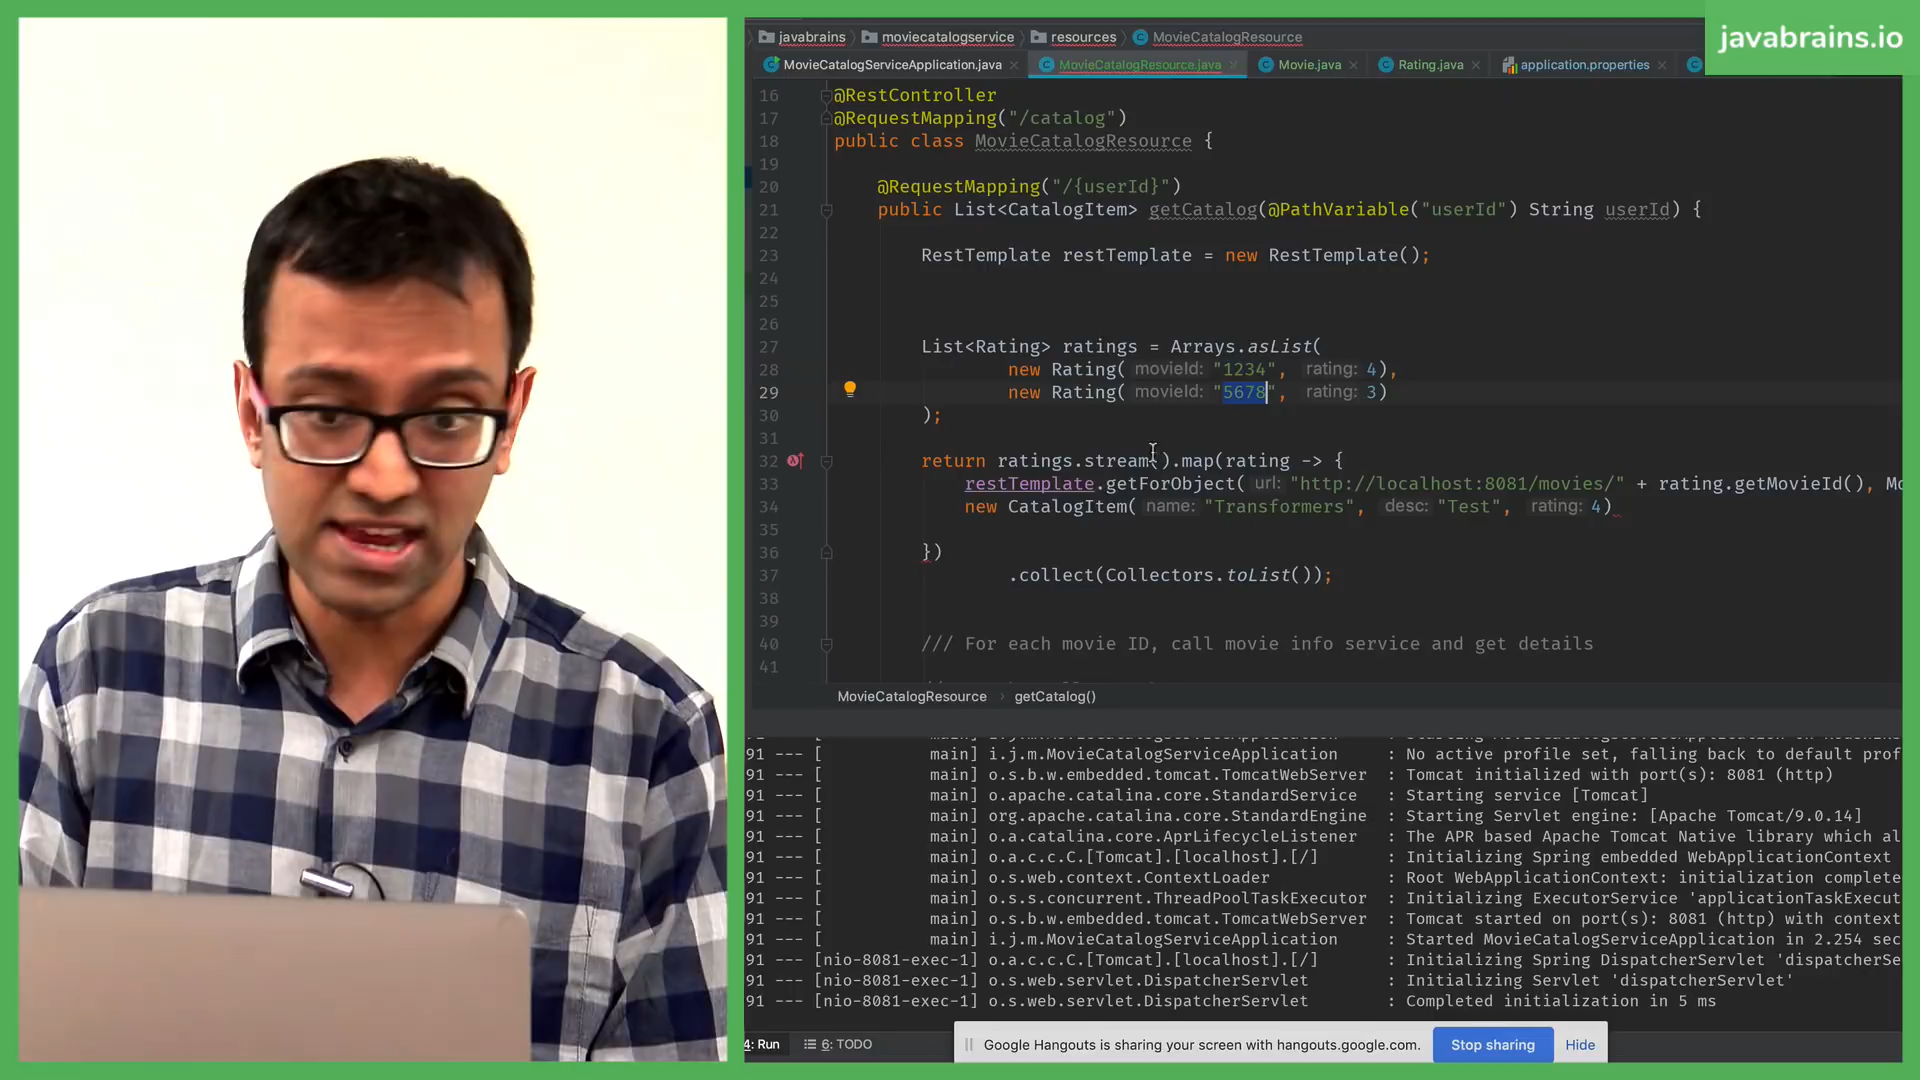 javabrains.io
javabrains moviecatalogservice resources MovieCatalogResource
MovieCatalogServiceApplication.java MovieCatalogResource.java Movie.java Rating.java application.properties
16 @RestController
17 @RequestMapping("/catalog")
18 public class MovieCatalogResource {
19
20 @RequestMapping("/{userId}")
21 public List<CatalogItem> getCatalog(@PathVariable("userId") String userId) {
22
23 RestTemplate restTemplate = new RestTemplate();
24
25
26
27 List<Rating> ratings = Arrays.asList(
28 new Rating( movieId: "1234", rating: 4),
29 new Rating( movieId: "5678", rating: 3)
30 );
31
32 return ratings.stream().map(rating -> {
33 restTemplate.getForObject( url: "http://localhost:8081/movies/" + rating.getMovieId(), Mo
34 new CatalogItem( name: "Transformers", desc: "Test", rating: 4)
35
36 })
37 .collect(Collectors.toList());
38
39
40 /// For each movie ID, call movie info service and get details
41
MovieCatalogResource › getCatalog()
91 --- [ main] i.j.m.MovieCatalogServiceApplication : No active profile set, falling back to default prof
91 --- [ main] o.s.b.w.embedded.tomcat.TomcatWebServer : Tomcat initialized with port(s): 8081 (http)
91 --- [ main] o.apache.catalina.core.StandardService : Starting service [Tomcat]
91 --- [ main] org.apache.catalina.core.StandardEngine : Starting Servlet engine: [Apache Tomcat/9.0.14]
91 --- [ main] o.a.catalina.core.AprLifecycleListener : The APR based Apache Tomcat Native library which al
91 --- [ main] o.a.c.c.C.[Tomcat].[localhost].[/] : Initializing Spring embedded WebApplicationContext
91 --- [ main] o.s.web.context.ContextLoader : Root WebApplicationContext: initialization complete
91 --- [ main] o.s.s.concurrent.ThreadPoolTaskExecutor : Initializing ExecutorService 'applicationTaskExecut
91 --- [ main] o.s.b.w.embedded.tomcat.TomcatWebServer : Tomcat started on port(s): 8081 (http) with context
91 --- [ main] i.j.m.MovieCatalogServiceApplication : Started MovieCatalogServiceApplication in 2.254 sec
91 --- [nio-8081-exec-1] o.a.c.c.C.[Tomcat].[localhost].[/] : Initializing Spring DispatcherServlet 'dispatcherSe
91 --- [nio-8081-exec-1] o.s.web.servlet.DispatcherServlet : Initializing Servlet 'dispatcherServlet'
91 --- [nio-8081-exec-1] o.s.web.servlet.DispatcherServlet : Completed initialization in 5 ms
4: Run 6: TODO
Google Hangouts is sharing your screen with hangouts.google.com. Stop sharing Hide